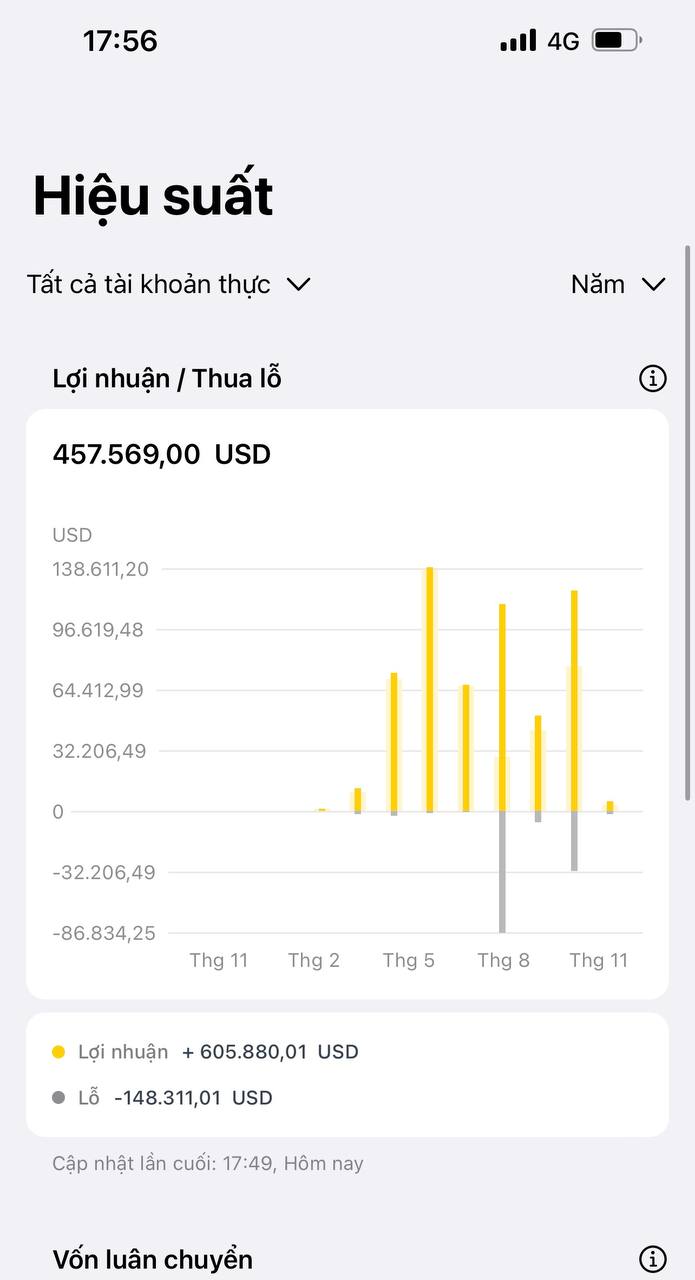 17:56 4G
Hiệu suất
Tất cả tài khoản thực Năm
Lợi nhuận / Thua lỗ
457.569,00 USD
USD
138.611,20
96.619,48
64.412,99
32.206,49
0
-32.206,49
-86.834,25
Thg 11 Thg 2 Thg 5 Thg 8 Thg 11
Lợi nhuận + 605.880,01 USD
Lỗ -148.311,01 USD
Cập nhật lần cuối: 17:49, Hôm nay
Vốn luân chuyển